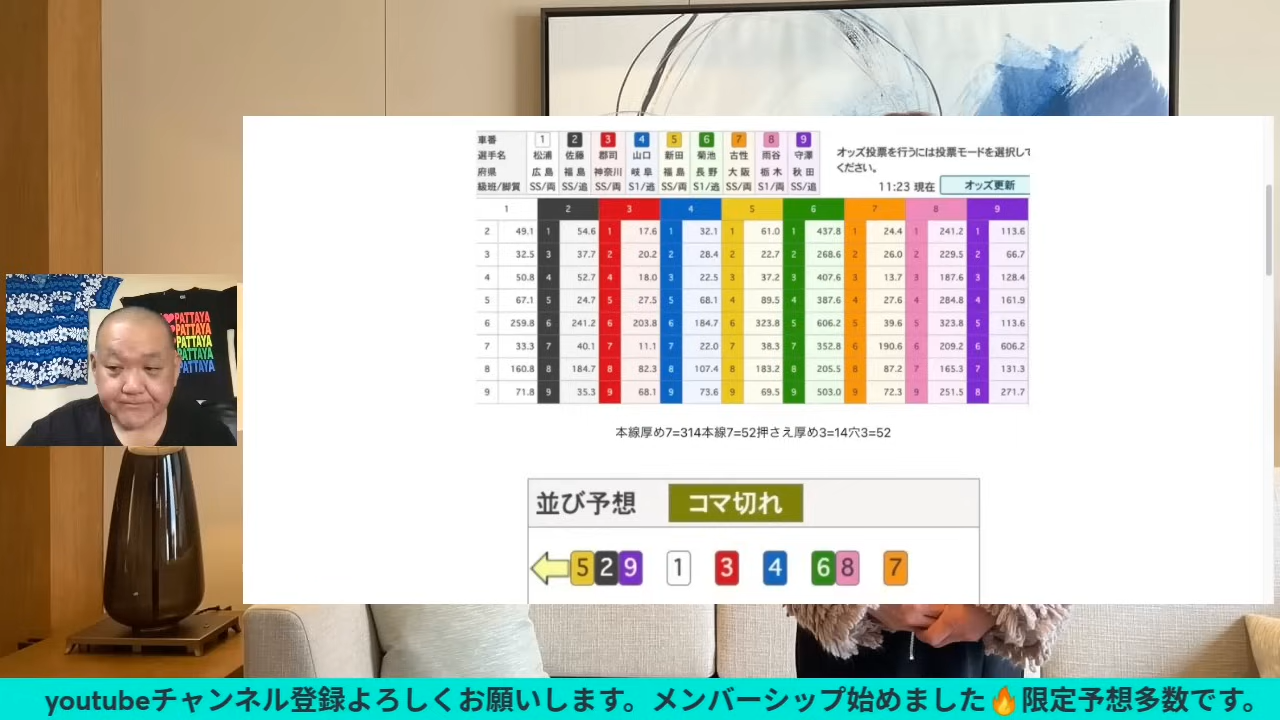 車番 1 2 3 4 5 6 7 8 9
選手名 松浦 佐藤 郡司 山口 新田 菊池 古性 雨谷 守澤
府県 広島 福島 神奈川 岐阜 福島 長野 大阪 栃木 秋田
級班/脚質 SS/両 SS/追 SS/両 S1/逃 SS/両 S1/逃 SS/両 S1/両 SS/追
オッズ投票を行うには投票モードを選択して
ください。
11:23 現在 オッズ更新
1 2 3 4 5 6 7 8 9
2 49.1 1 54.6 1 17.6 1 32.1 1 61.0 1 437.8 1 24.4 1 241.2 1 113.6
3 32.5 3 37.7 2 20.2 2 28.4 2 22.7 2 268.6 2 26.0 2 229.5 2 66.7
4 50.8 4 52.7 4 18.0 3 22.5 3 37.2 3 407.6 3 13.7 3 187.6 3 128.4
5 67.1 5 24.7 5 27.5 5 68.1 4 89.5 4 387.6 4 27.6 4 284.8 4 161.9
6 259.8 6 241.2 6 203.8 6 184.7 6 323.8 5 606.2 5 39.6 5 323.8 5 113.6
7 33.3 7 40.1 7 11.1 7 22.0 7 38.3 7 352.8 6 190.6 6 209.2 6 606.2
8 160.8 8 184.7 8 82.3 8 107.4 8 183.2 8 205.5 8 87.2 7 165.3 7 131.3
9 71.8 9 35.3 9 68.1 9 73.6 9 69.5 9 503.0 9 72.3 9 251.5 8 271.7
本線厚め7=314本線7=52押さえ厚め3=14穴3=52
並び予想 コマ切れ
5 2 9 1 3 4 6 8 7
PATTAYA
PATTAYA
PATTAYA
PATTAYA
PATTAYA
youtubeチャンネル登録よろしくお願いします。メンバーシップ始めました🔥限定予想多数です。